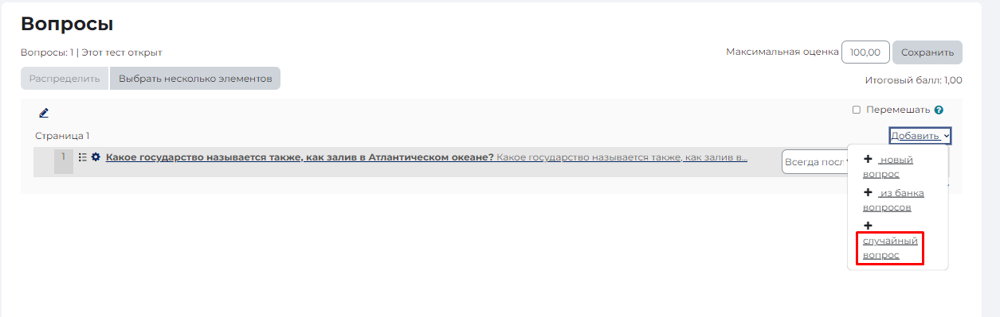 Вопросы
Вопросы: 1 | Этот тест открыт
Максимальная оценка 100,00 Сохранить
Распределить Выбрать несколько элементов
Итоговый балл: 1,00
Перемешать
Страница 1
Добавить
1 Какое государство называется также, как залив в Атлантическом океане? Какое государство называется также, как залив в...
Всегда посл
+ новый
вопрос
+ из банка
вопросов
+
случайный
вопрос